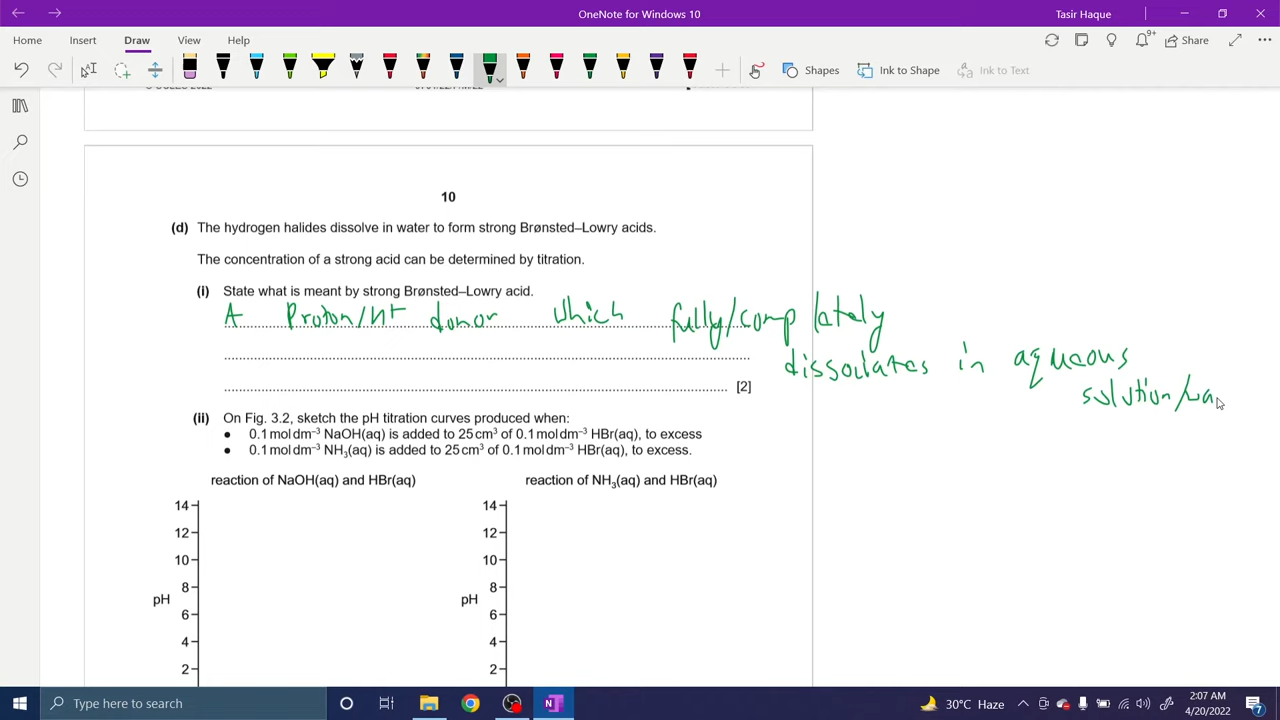 OneNote for Windows 10
Tasir Haque
Home Insert Draw View Help
9+ Share
Shapes Ink to Shape Ink to Text
10
(d) The hydrogen halides dissolve in water to form strong Brønsted–Lowry acids.
The concentration of a strong acid can be determined by titration.
(i) State what is meant by strong Brønsted–Lowry acid.
A Proton/H+ donor which fully/completely
dissociates in aqueous
solution/wa
[2]
(ii) On Fig. 3.2, sketch the pH titration curves produced when:
• 0.1 mol dm⁻³ NaOH(aq) is added to 25 cm³ of 0.1 mol dm⁻³ HBr(aq), to excess
• 0.1 mol dm⁻³ NH₃(aq) is added to 25 cm³ of 0.1 mol dm⁻³ HBr(aq), to excess.
reaction of NaOH(aq) and HBr(aq) reaction of NH₃(aq) and HBr(aq)
14 14
12 12
10 10
8 8
pH pH
6 6
4 4
2 2
Type here to search
30°C Haze
2:07 AM
4/20/2022
7